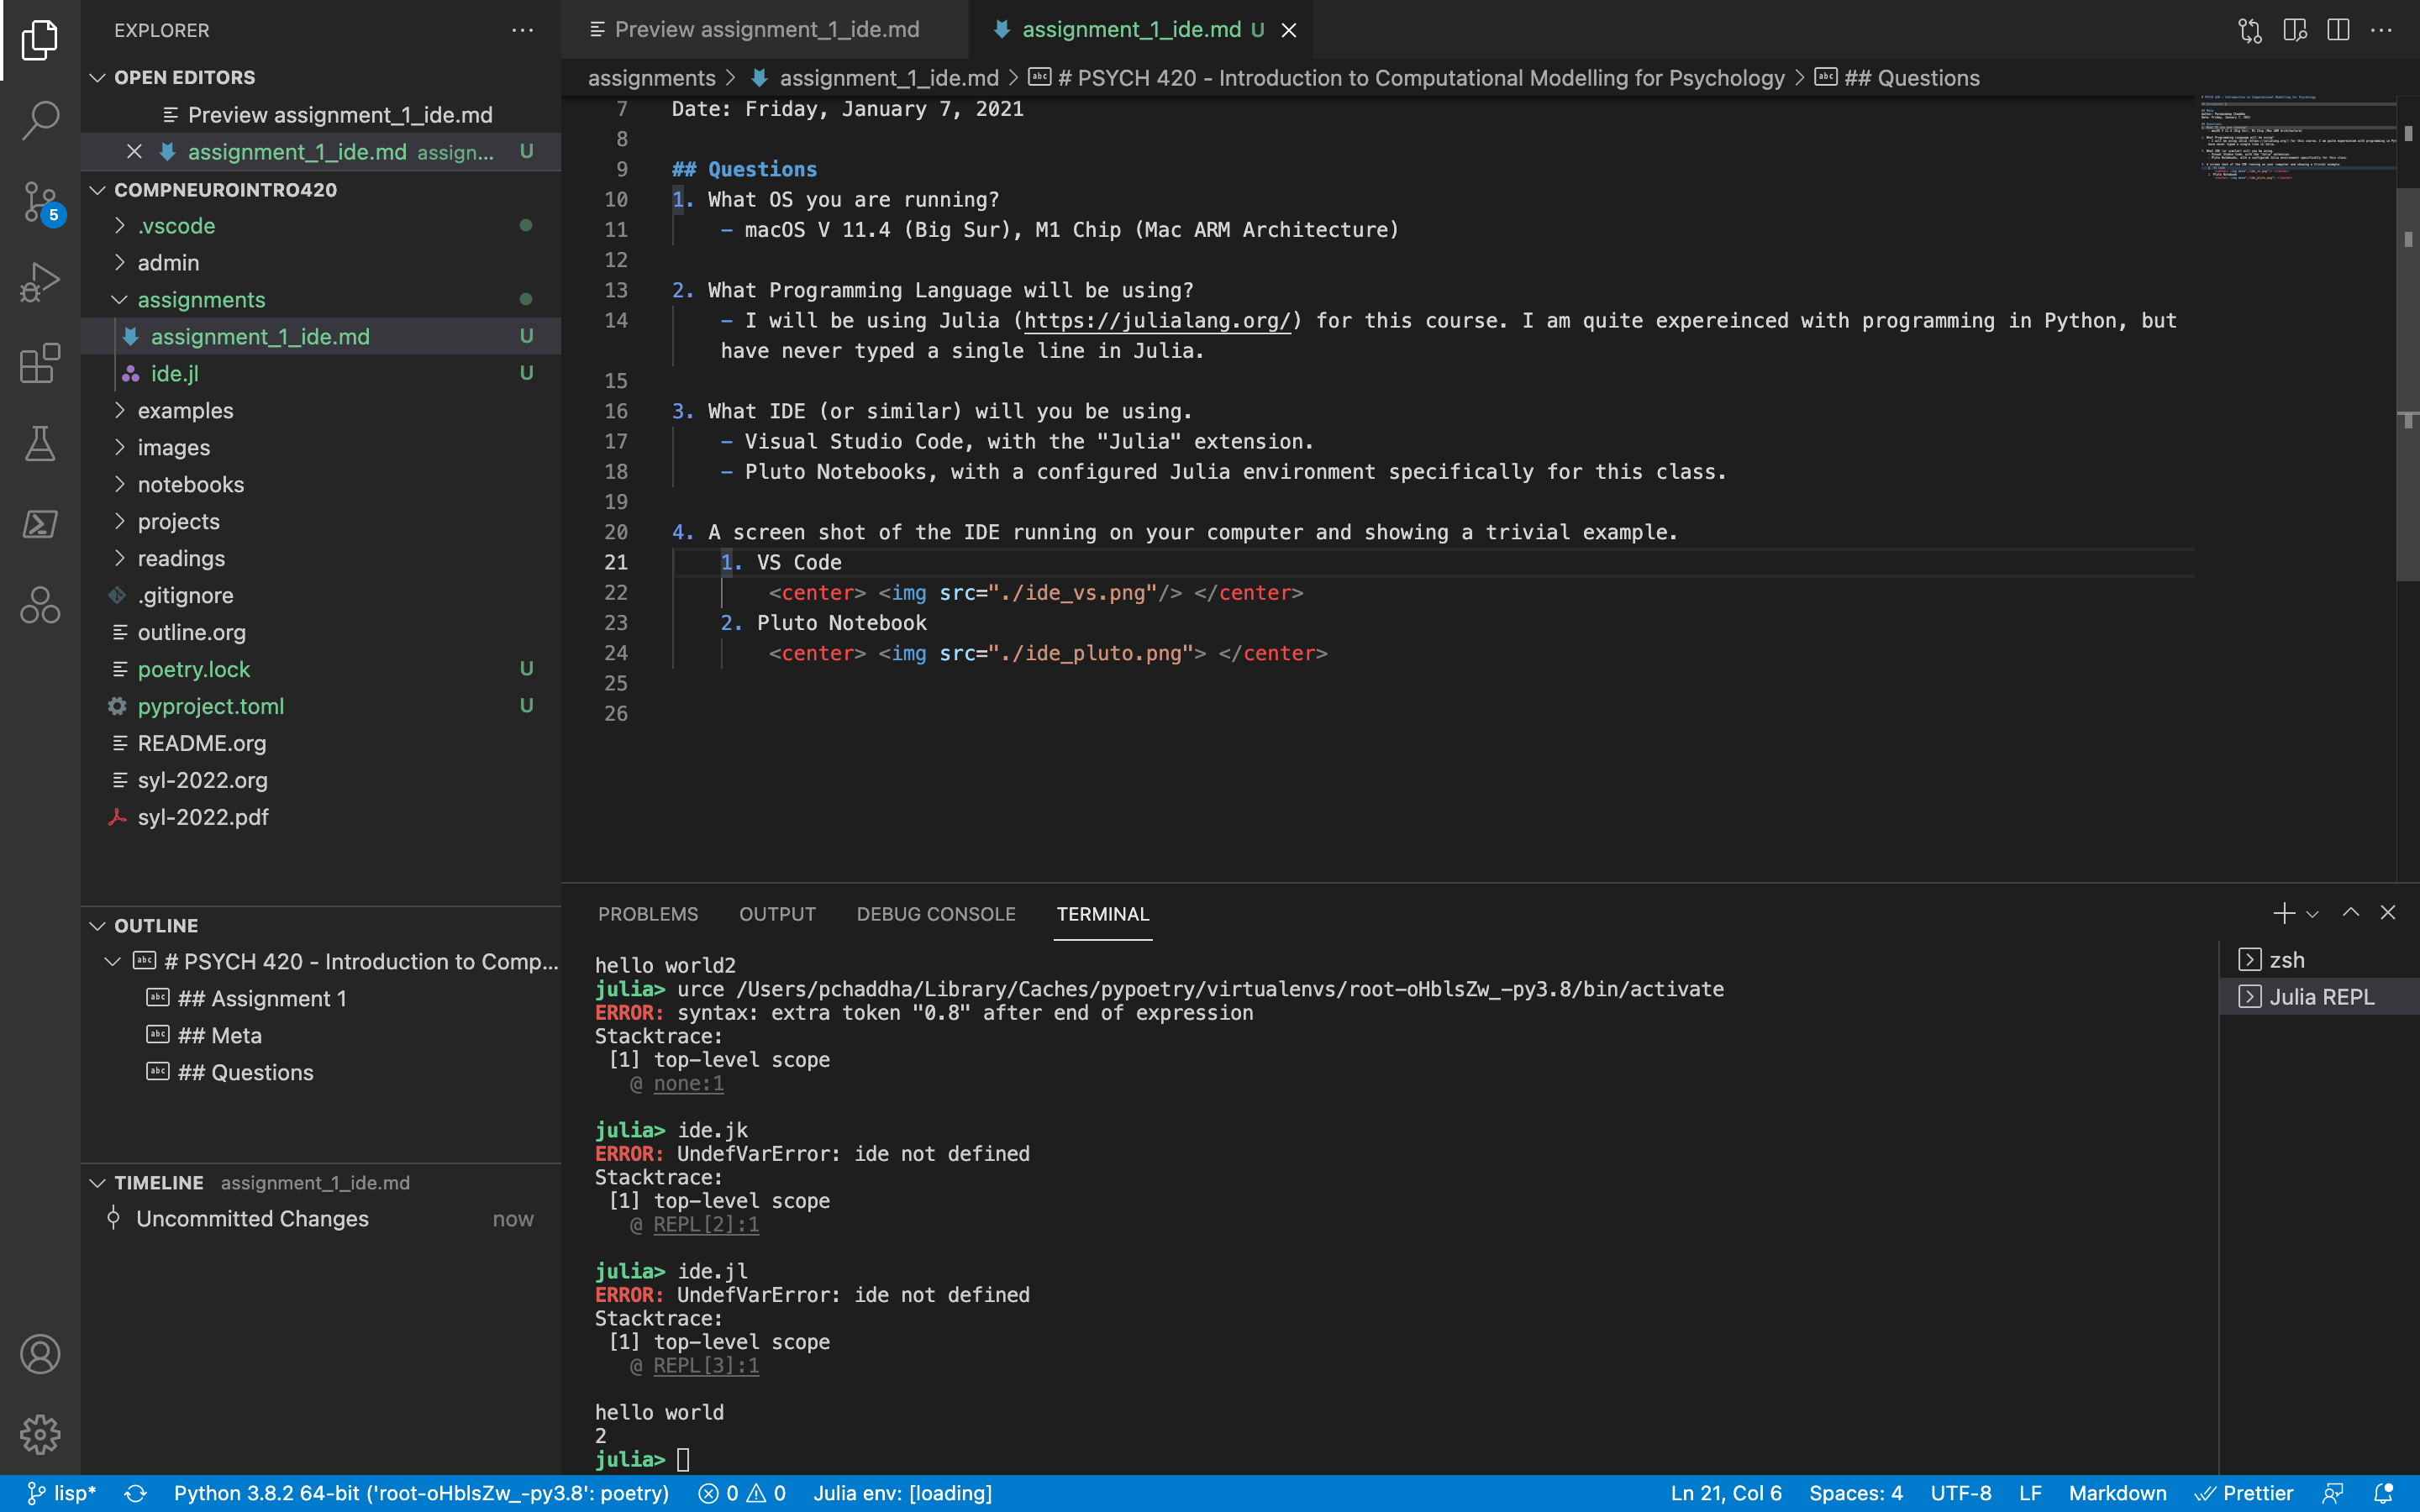 EXPLORER
OPEN EDITORS
Preview assignment_1_ide.md
assignment_1_ide.md assign... U
COMPNEUROINTRO420
.vscode
admin
assignments
assignment_1_ide.md U
ide.jl U
examples
images
notebooks
projects
readings
.gitignore
outline.org
poetry.lock U
pyproject.toml U
README.org
syl-2022.org
syl-2022.pdf
OUTLINE
# PSYCH 420 - Introduction to Comp...
## Assignment 1
## Meta
## Questions
TIMELINE assignment_1_ide.md
Uncommitted Changes now
5
Preview assignment_1_ide.md
assignment_1_ide.md U
assignments > assignment_1_ide.md > # PSYCH 420 - Introduction to Computational Modelling for Psychology > ## Questions
7 Date: Friday, January 7, 2021
8
9 ## Questions
10 1. What OS you are running?
11 - macOS V 11.4 (Big Sur), M1 Chip (Mac ARM Architecture)
12
13 2. What Programming Language will be using?
14 - I will be using Julia (https://julialang.org/) for this course. I am quite expereinced with programming in Python, but
have never typed a single line in Julia.
15
16 3. What IDE (or similar) will you be using.
17 - Visual Studio Code, with the "Julia" extension.
18 - Pluto Notebooks, with a configured Julia environment specifically for this class.
19
20 4. A screen shot of the IDE running on your computer and showing a trivial example.
21 1. VS Code
22 <center> <img src="./ide_vs.png"/> </center>
23 2. Pluto Notebook
24 <center> <img src="./ide_pluto.png"> </center>
25
26
PROBLEMS OUTPUT DEBUG CONSOLE TERMINAL
hello world2
julia> urce /Users/pchaddha/Library/Caches/pypoetry/virtualenvs/root-oHblsZw_-py3.8/bin/activate
ERROR: syntax: extra token "0.8" after end of expression
Stacktrace:
[1] top-level scope
@ none:1
julia> ide.jk
ERROR: UndefVarError: ide not defined
Stacktrace:
[1] top-level scope
@ REPL[2]:1
julia> ide.jl
ERROR: UndefVarError: ide not defined
Stacktrace:
[1] top-level scope
@ REPL[3]:1
hello world
2
julia>
zsh
Julia REPL
lisp* Python 3.8.2 64-bit ('root-oHblsZw_-py3.8': poetry) 0 0 Julia env: [loading] Ln 21, Col 6 Spaces: 4 UTF-8 LF Markdown Prettier